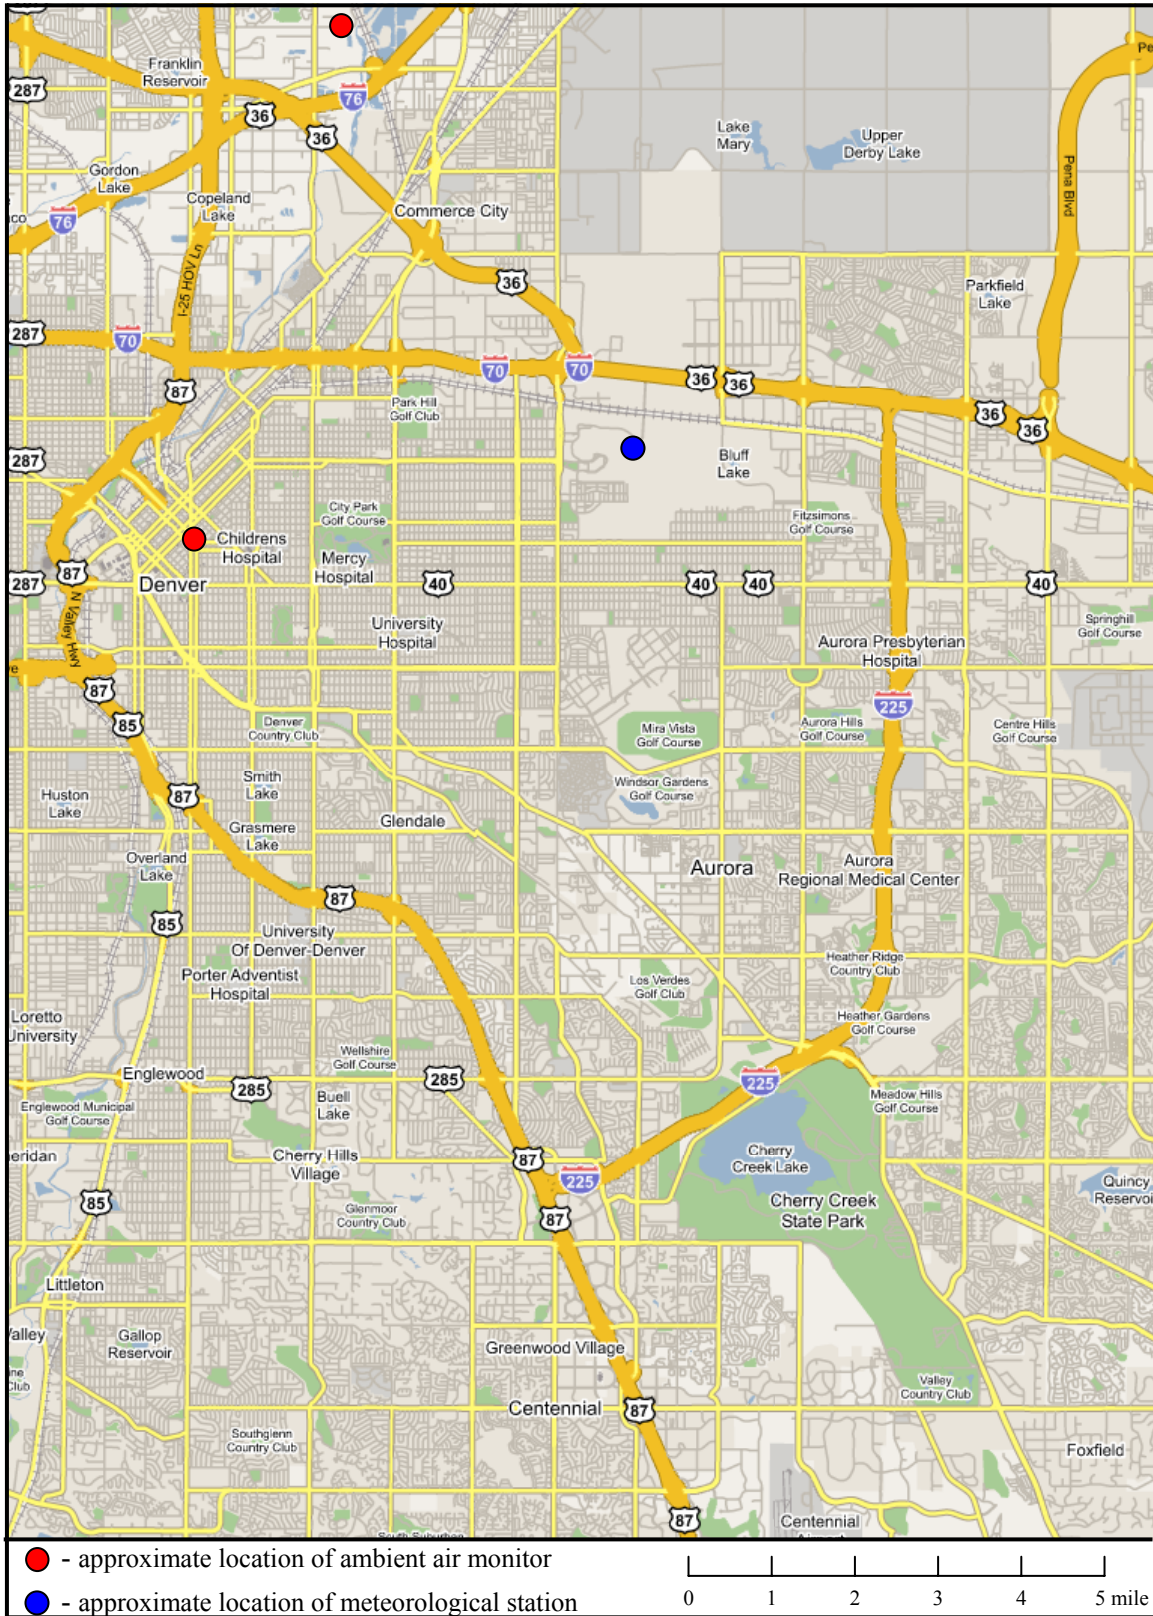 Franklin
Reservoir
287
76
36
36
Lake
Mary
Upper
Derby Lake
Pe
Pena Blvd
Gordon
Lake
Copeland
Lake
76
Commerce City
I-25 HOV Ln
36
Parkfield
Lake
287
70
70
70
36
36
36
36
87
Park Hill
Golf Club
287
Bluff
Lake
City Park
Golf Course
Fitzsimons
Golf Course
Childrens
Hospital
Mercy
Hospital
87
287
Denver
40
40
40
40
N Valley Hwy
University
Hospital
Springhill
Golf Course
Aurora Presbyterian
Hospital
ve
87
85
225
Denver
Country Club
Mira Vista
Golf Course
Aurora Hills
Golf Course
Centre Hills
Golf Course
Smith
Lake
Windsor Gardens
Golf Course
Huston
Lake
87
Grasmere
Lake
Glendale
Overland
Lake
Aurora
Aurora
Regional Medical Center
87
85
University
Of Denver-Denver
Heather Ridge
Country Club
Porter Adventist
Hospital
Los Verdes
Golf Club
Loretto
University
Heather Gardens
Golf Course
Wellshire
Golf Course
Englewood
285
285
225
Buell
Lake
Meadow Hills
Golf Course
Englewood Municipal
Golf Course
eridan
Cherry Hills
Village
87
225
Cherry
Creek Lake
Quincy
Reservoi
85
Cherry Creek
State Park
Glenmoor
Country Club
87
Littleton
Valley
Gallop
Reservoir
Greenwood Village
ne
Club
Valley
Country Club
Centennial
87
Southglenn
Country Club
Foxfield
87
Centennial
South Suburban
- approximate location of ambient air monitor
- approximate location of meteorological station
0 1 2 3 4 5 mile